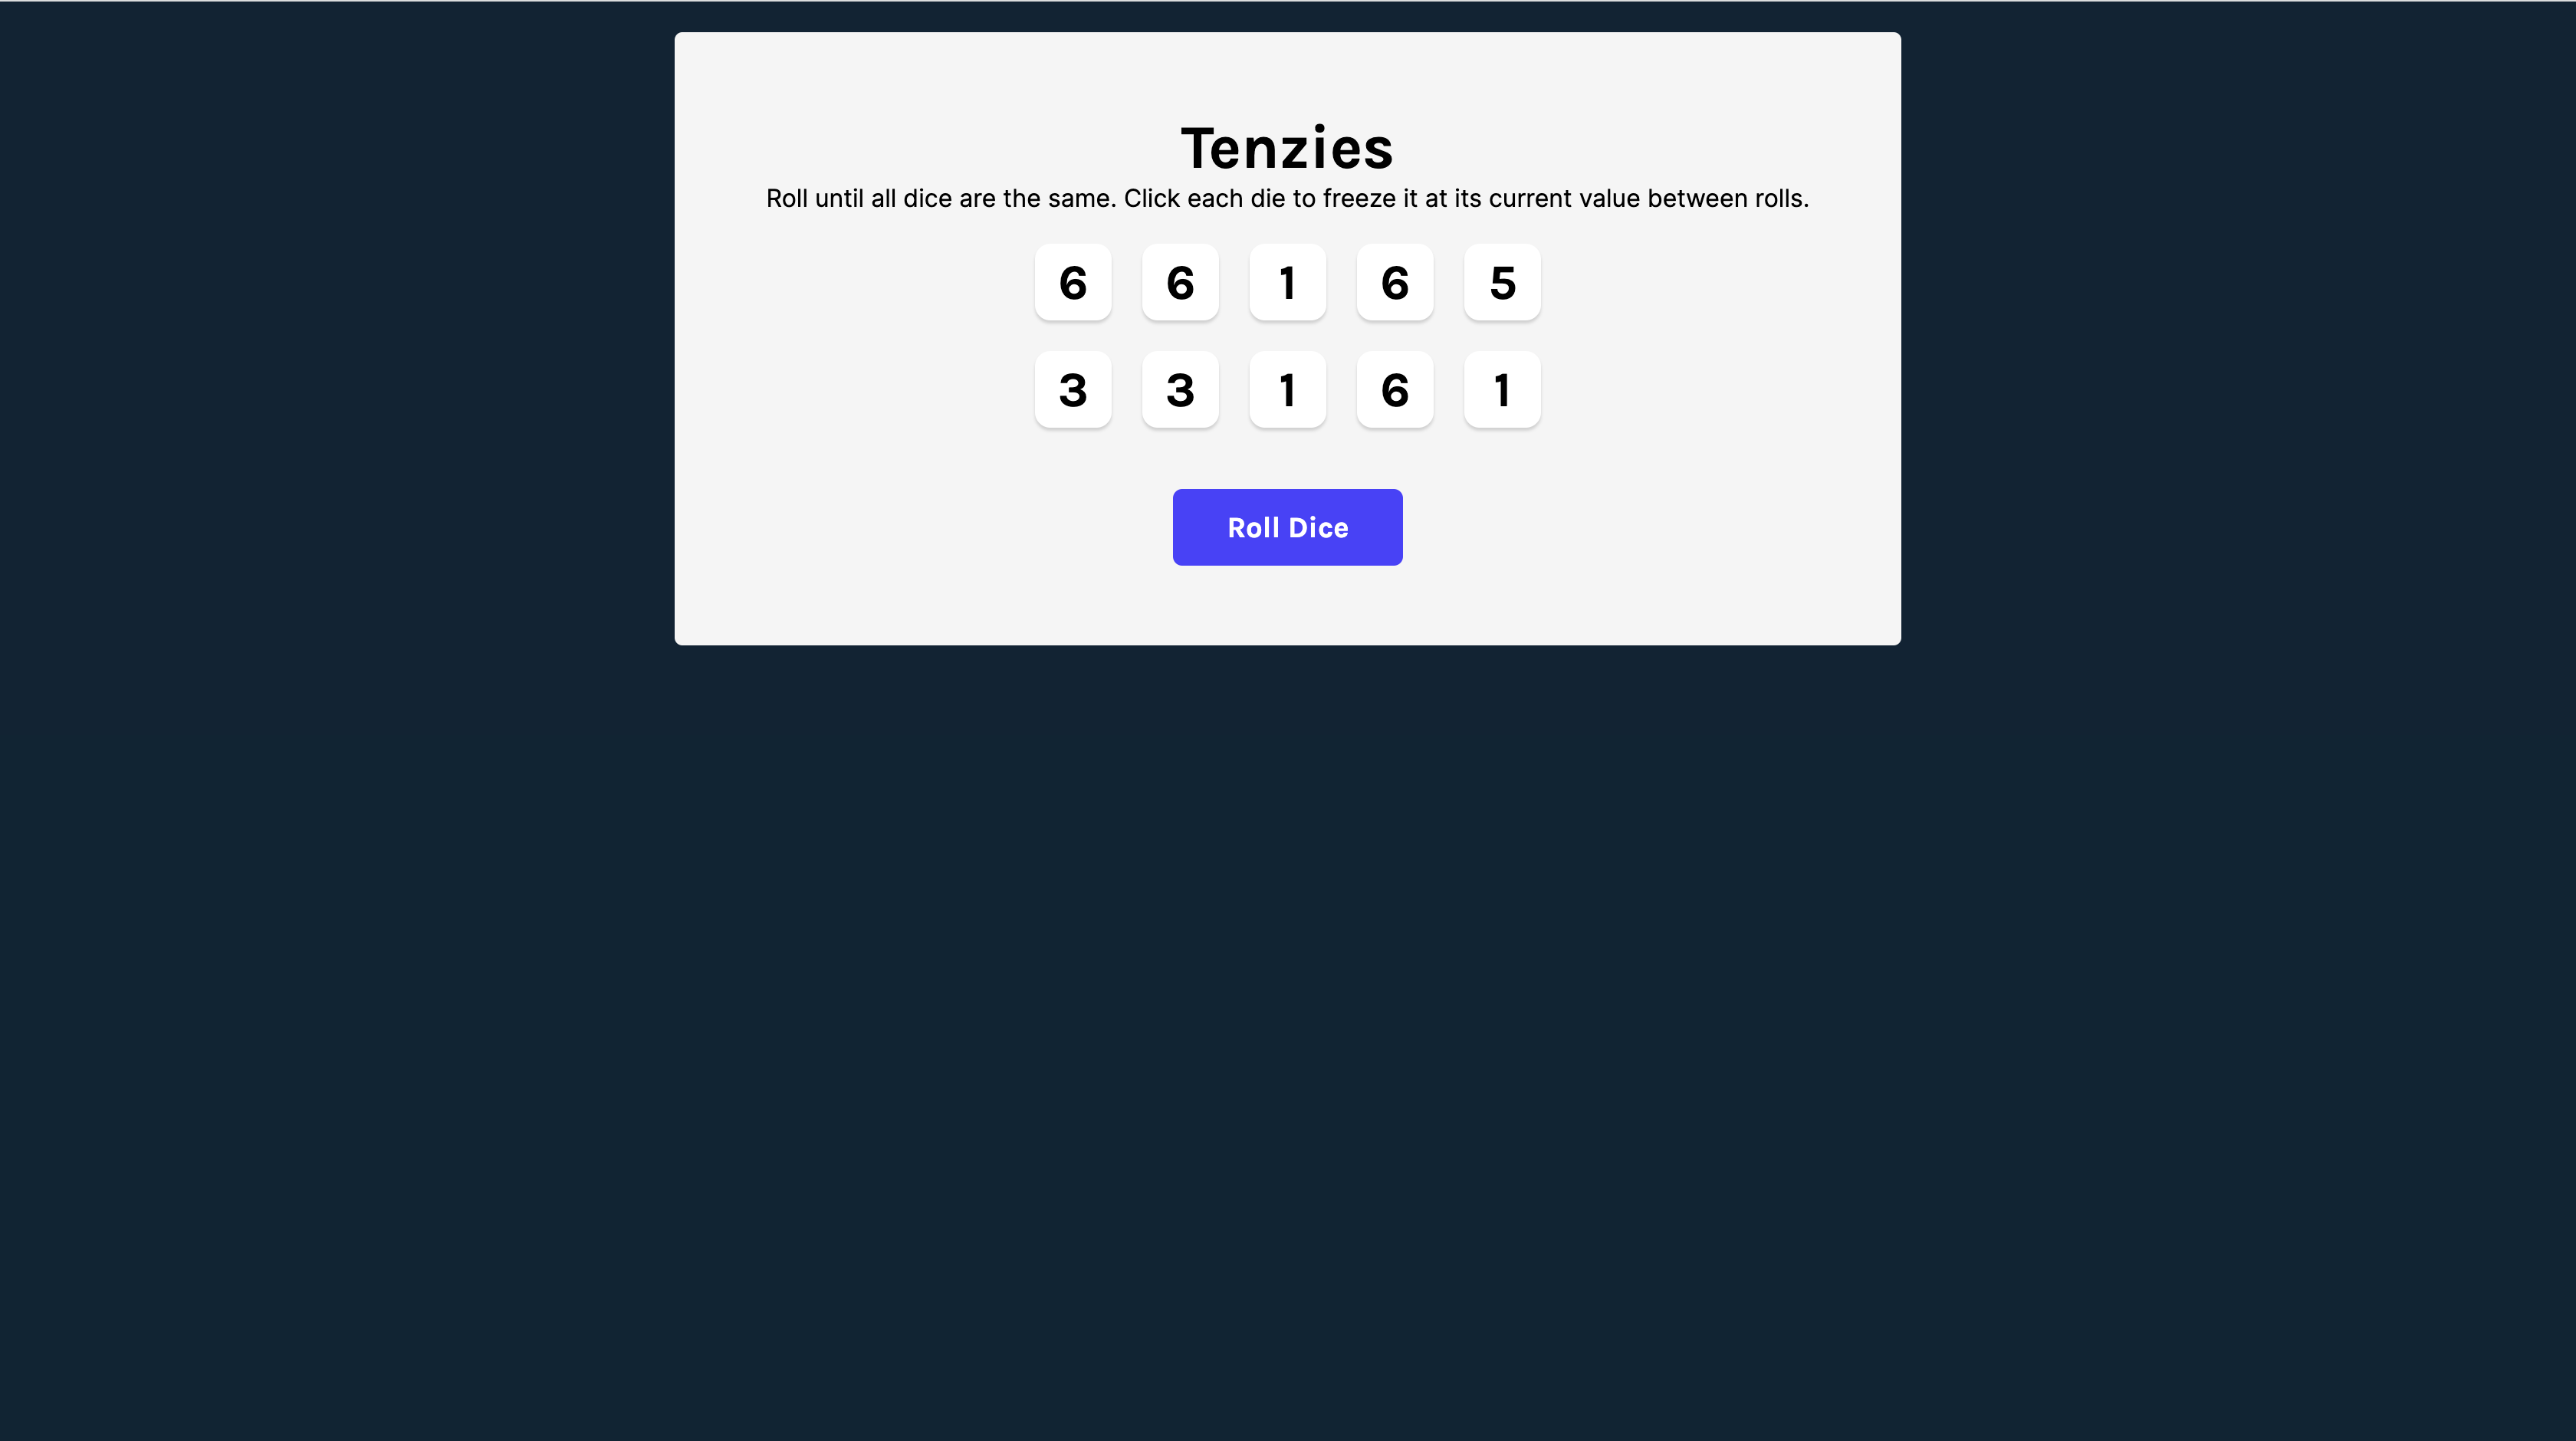 Tenzies
Roll until all dice are the same. Click each die to freeze it at its current value between rolls.
6 6 1 6 5
3 3 1 6 1
Roll Dice